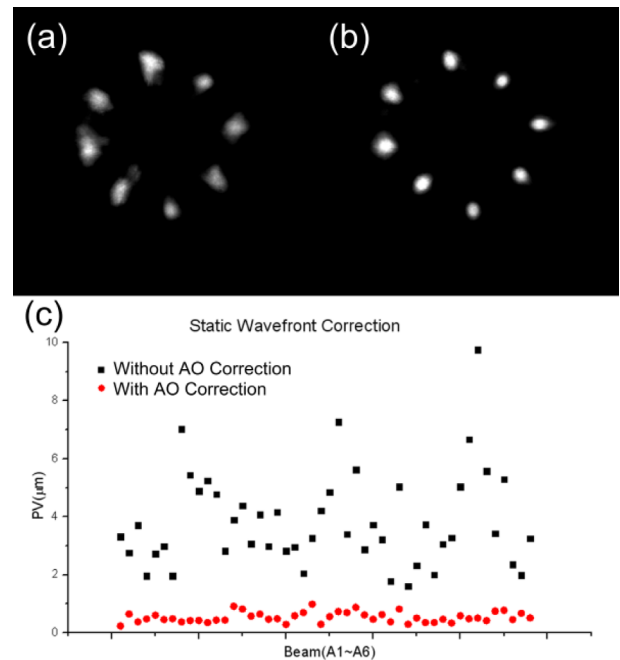 (a)
(b)
(c)
Static Wavefront Correction
10
Without AO Correction
With AO Correction
8
6
4
2
0
PV(μm)
Beam(A1~A6)